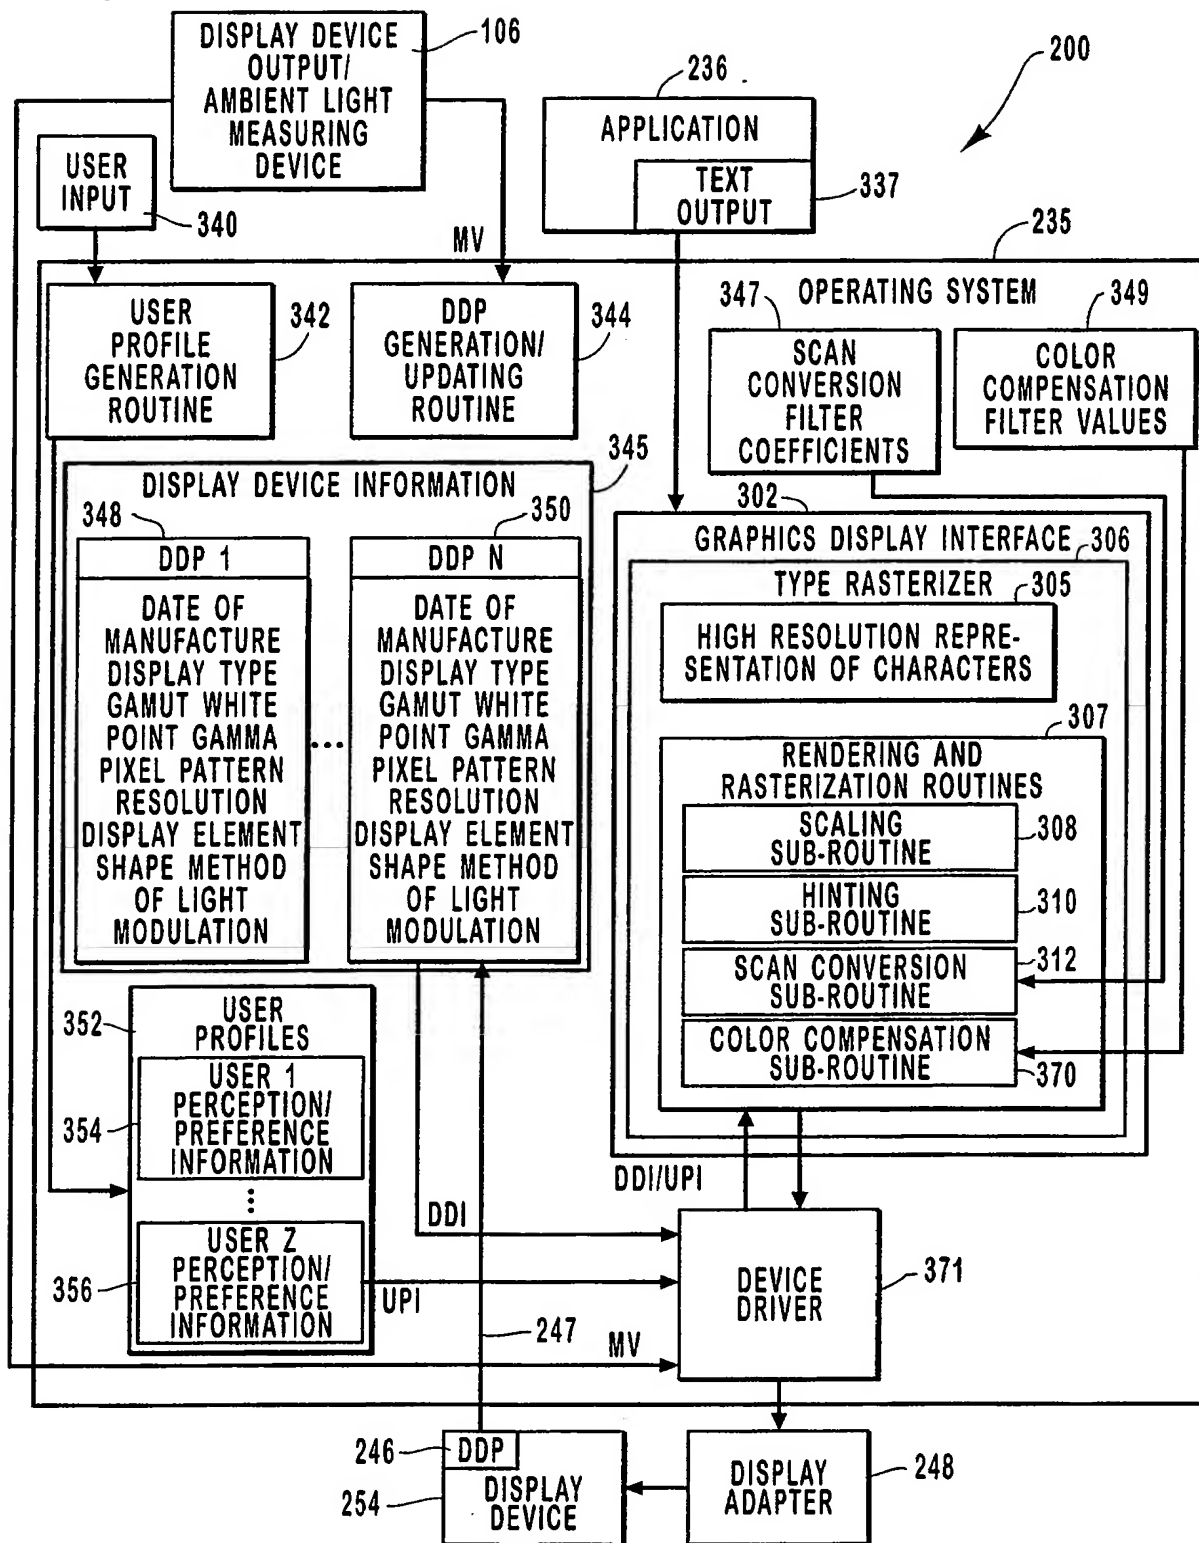 DISPLAY DEVICE
OUTPUT/
AMBIENT LIGHT
MEASURING
DEVICE
106
200
236
APPLICATION
TEXT
OUTPUT
337
USER
INPUT
340
MV
235
OPERATING SYSTEM
USER
PROFILE
GENERATION
ROUTINE
342
DDP
GENERATION/
UPDATING
ROUTINE
344
347
SCAN
CONVERSION
FILTER
COEFFICIENTS
349
COLOR
COMPENSATION
FILTER VALUES
345
DISPLAY DEVICE INFORMATION
348
DDP 1
DATE OF
MANUFACTURE
DISPLAY TYPE
GAMUT WHITE
POINT GAMMA
PIXEL PATTERN
RESOLUTION
DISPLAY ELEMENT
SHAPE METHOD
OF LIGHT
MODULATION
...
350
DDP N
DATE OF
MANUFACTURE
DISPLAY TYPE
GAMUT WHITE
POINT GAMMA
PIXEL PATTERN
RESOLUTION
DISPLAY ELEMENT
SHAPE METHOD
OF LIGHT
MODULATION
302
GRAPHICS DISPLAY INTERFACE
306
TYPE RASTERIZER
305
HIGH RESOLUTION REPRE-
SENTATION OF CHARACTERS
307
RENDERING AND
RASTERIZATION ROUTINES
SCALING
SUB-ROUTINE
308
HINTING
SUB-ROUTINE
310
SCAN CONVERSION
SUB-ROUTINE
312
COLOR COMPENSATION
SUB-ROUTINE
370
352
USER
PROFILES
354
USER 1
PERCEPTION/
PREFERENCE
INFORMATION
...
356
USER Z
PERCEPTION/
PREFERENCE
INFORMATION
DDI
UPI
MV
247
DDI/UPI
DEVICE
DRIVER
371
246
DDP
254
DISPLAY
DEVICE
DISPLAY
ADAPTER
248